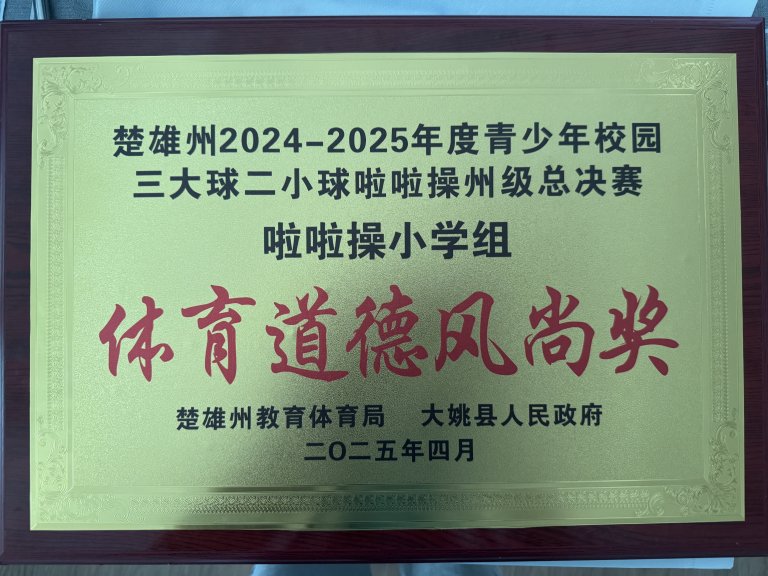 楚雄州2024-2025年度青少年校园
三大球二小球啦啦操州级总决赛
啦啦操小学组
体育道德风尚奖
楚雄州教育体育局 大姚县人民政府
二〇二五年四月